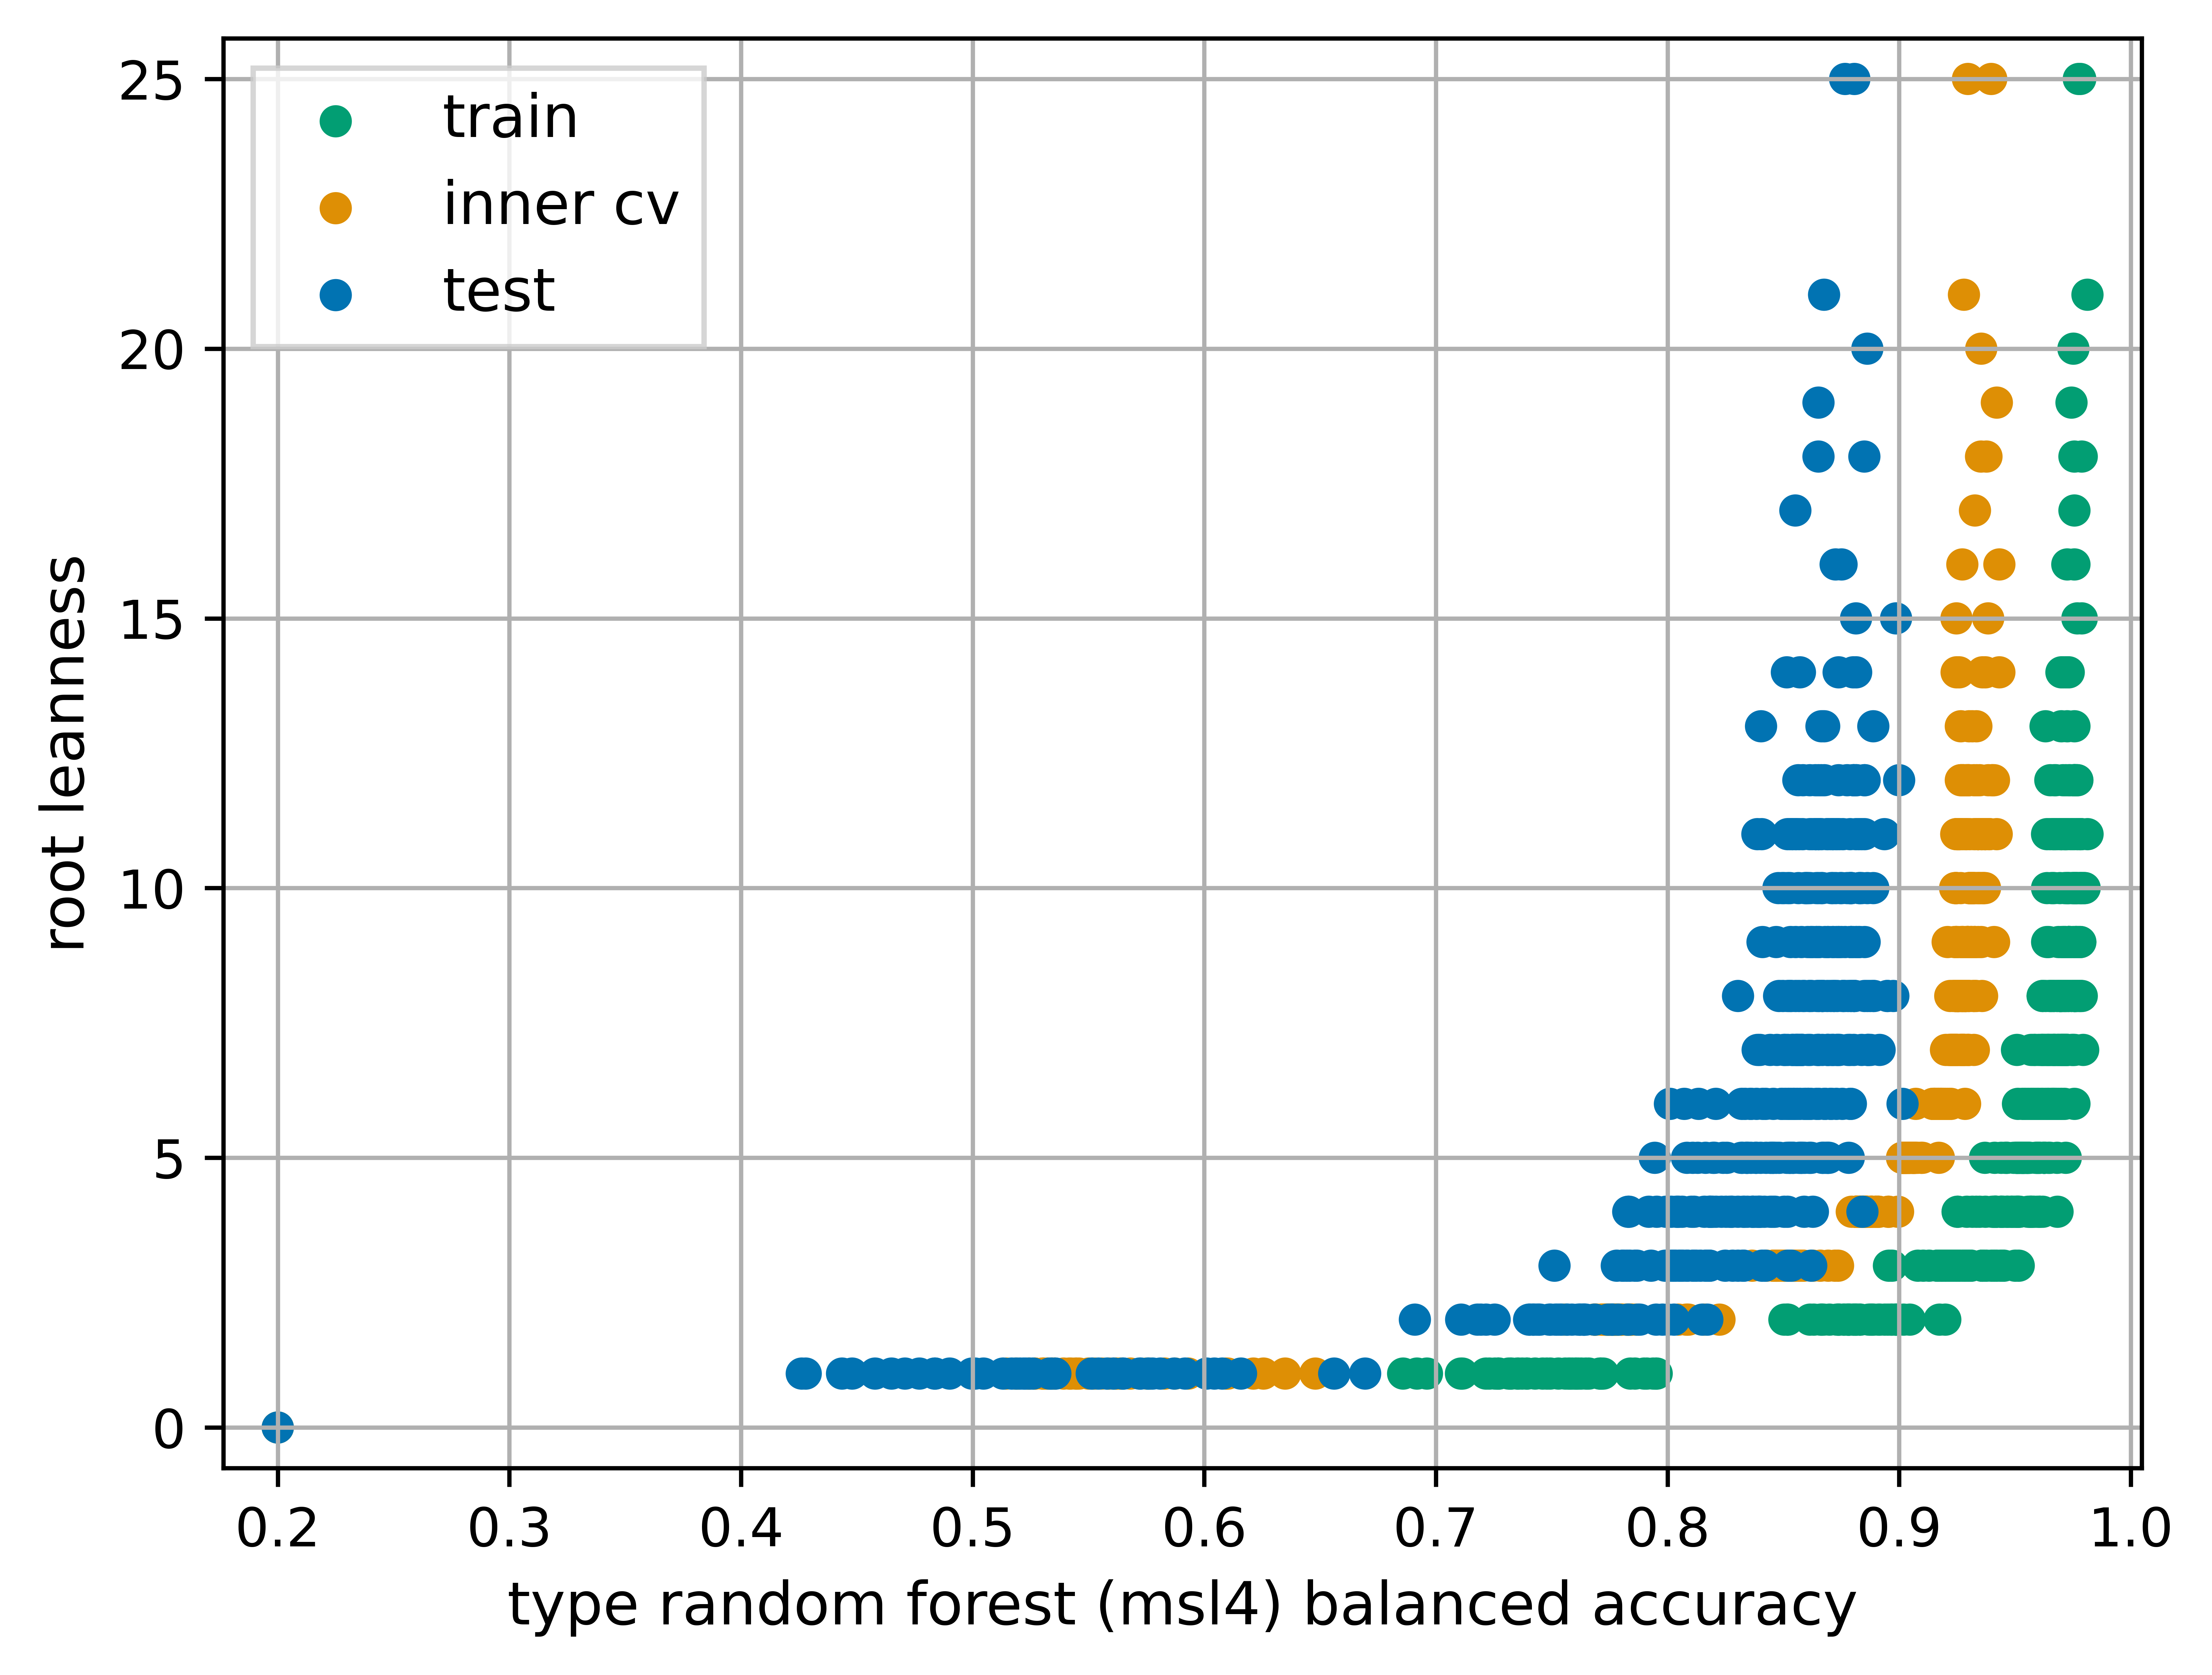 train
inner cv
test
25
20
15
10
5
0
root leanness
0.2 0.3 0.4 0.5 0.6 0.7 0.8 0.9 1.0
type random forest (msl4) balanced accuracy